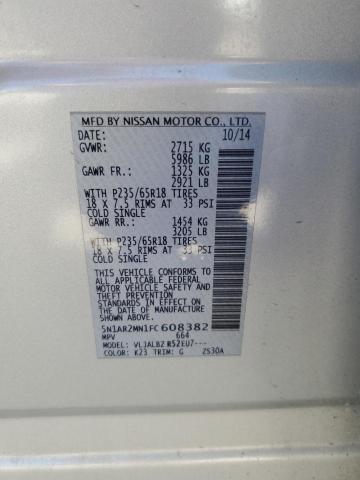 MFD BY NISSAN MOTOR CO., LTD.
DATE: 10/14
GVWR: 2715 KG
5986 LB
GAWR FR.: 1325 KG
2921 LB
WITH P235/65R18 TIRES
18 X 7.5 RIMS AT 33 PSI
COLD SINGLE
GAWR RR.: 1454 KG
3205 LB
WITH P235/65R18 TIRES
18 X 7.5 RIMS AT 33 PSI
COLD SINGLE
THIS VEHICLE CONFORMS TO
ALL APPLICABLE FEDERAL
MOTOR VEHICLE SAFETY
STANDARDS IN EFFECT ON THE
DATE OF MANUFACTURE
SHOWN ABOVE.
5N1AR2MN1FC608382
MPV 664
MODEL: R52EU7---
COLOR: K23 TRIM: G ZS30A